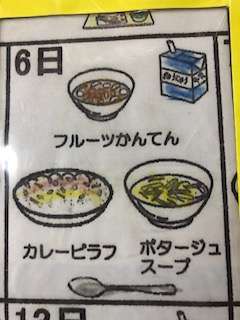 6日
ぎゅうにゅう
フルーツかんてん
カレーピラフ
ポタージュ
スープ